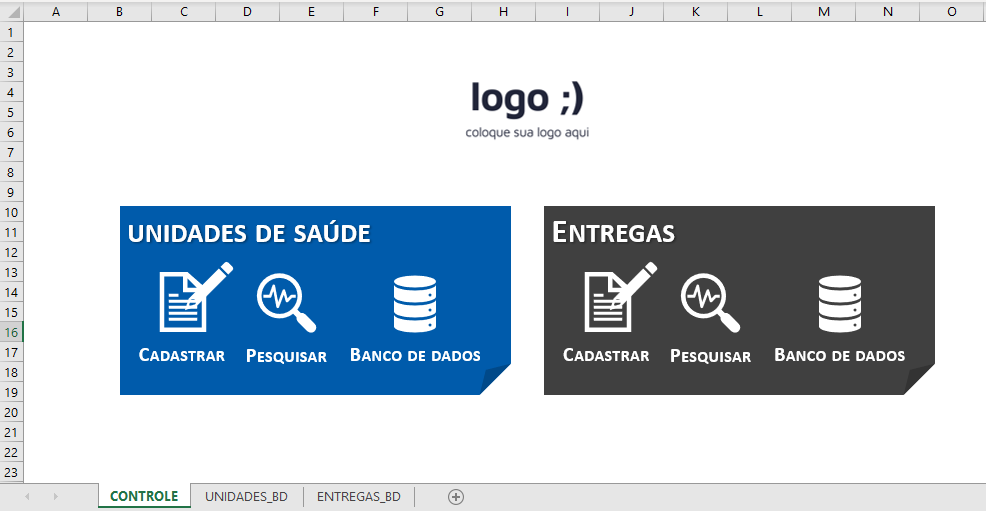 A B C D E F G H I J K L M N O
1
2
3
4
5
6
7
8
9
10
11
12
13
14
15
16
17
18
19
20
21
22
23
logo ;)
coloque sua logo aqui
UNIDADES DE SAÚDE
CADASTRAR PESQUISAR BANCO DE DADOS
ENTREGAS
CADASTRAR PESQUISAR BANCO DE DADOS
CONTROLE UNIDADES_BD ENTREGAS_BD